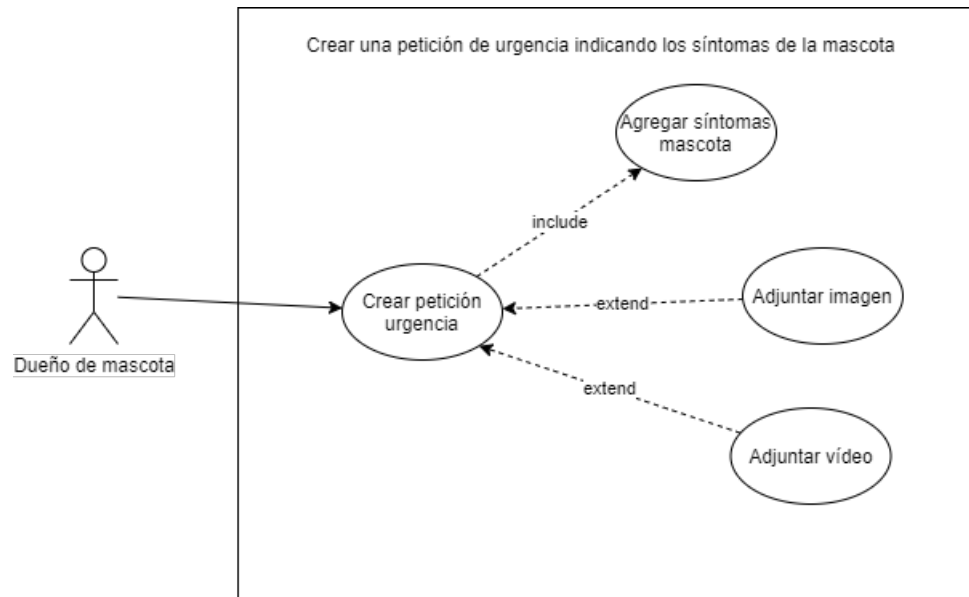 Crear una petición de urgencia indicando los síntomas de la mascota
Agregar síntomas
mascota
include
Crear petición
urgencia
extend
Adjuntar imagen
Dueño de mascota
extend
Adjuntar vídeo